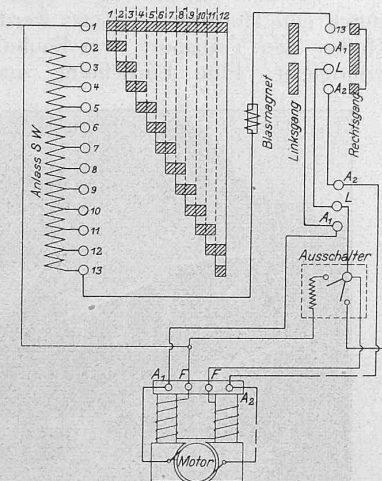 1 2 3 4 5 6 7 8 9 10 11 12
1
2
3
4
5
6
7
8
9
10
11
12
13
Anlass SW
Blasmagnet
Linksgang
13
A1
L
A2
Rechtsgang
A2
L
A1
Ausschalter
A1 F F A2
Motor